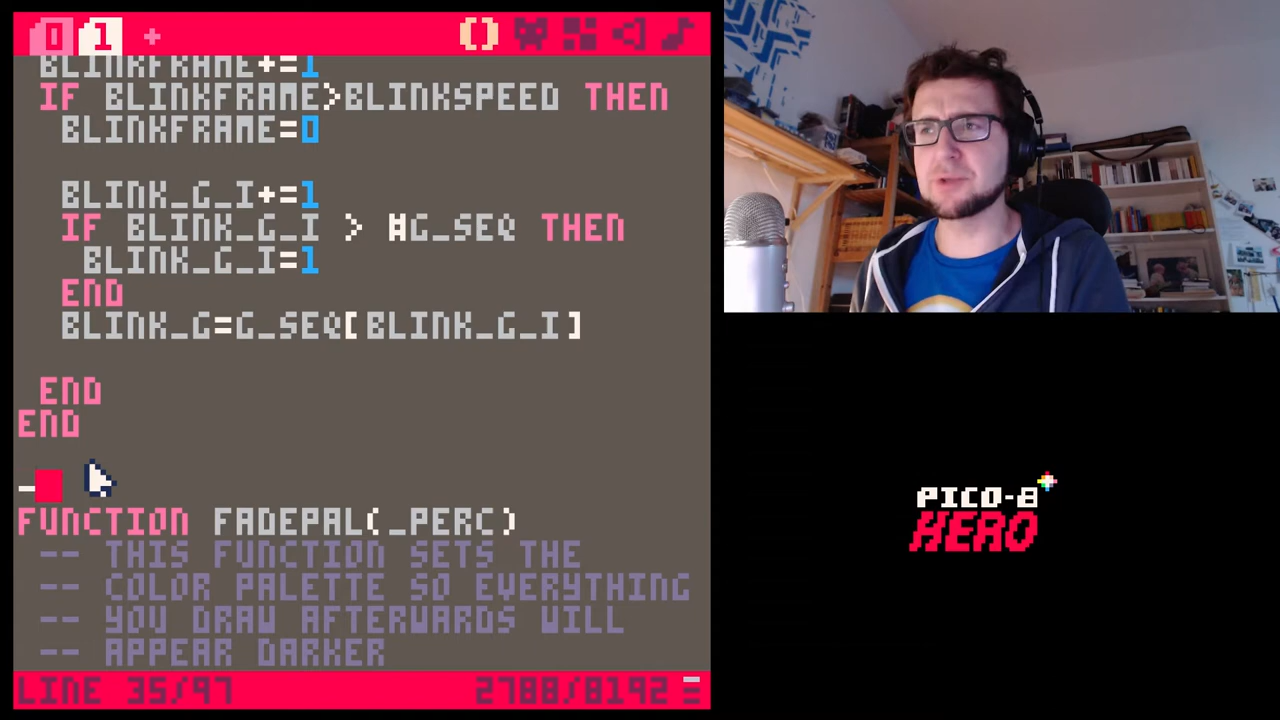 0 1 +
BLINKFRAME+=1
IF BLINKFRAME>BLINKSPEED THEN
BLINKFRAME=0
BLINK_G_I+=1
IF BLINK_G_I > #G_SEQ THEN
BLINK_G_I=1
END
BLINK_G=G_SEQ[BLINK_G_I]
END
END
-
FUNCTION FADEPAL(_PERC)
-- THIS FUNCTION SETS THE
-- COLOR PALETTE SO EVERYTHING
-- YOU DRAW AFTERWARDS WILL
-- APPEAR DARKER
LINE 35/97 2788/8192
PICO-8
HERO